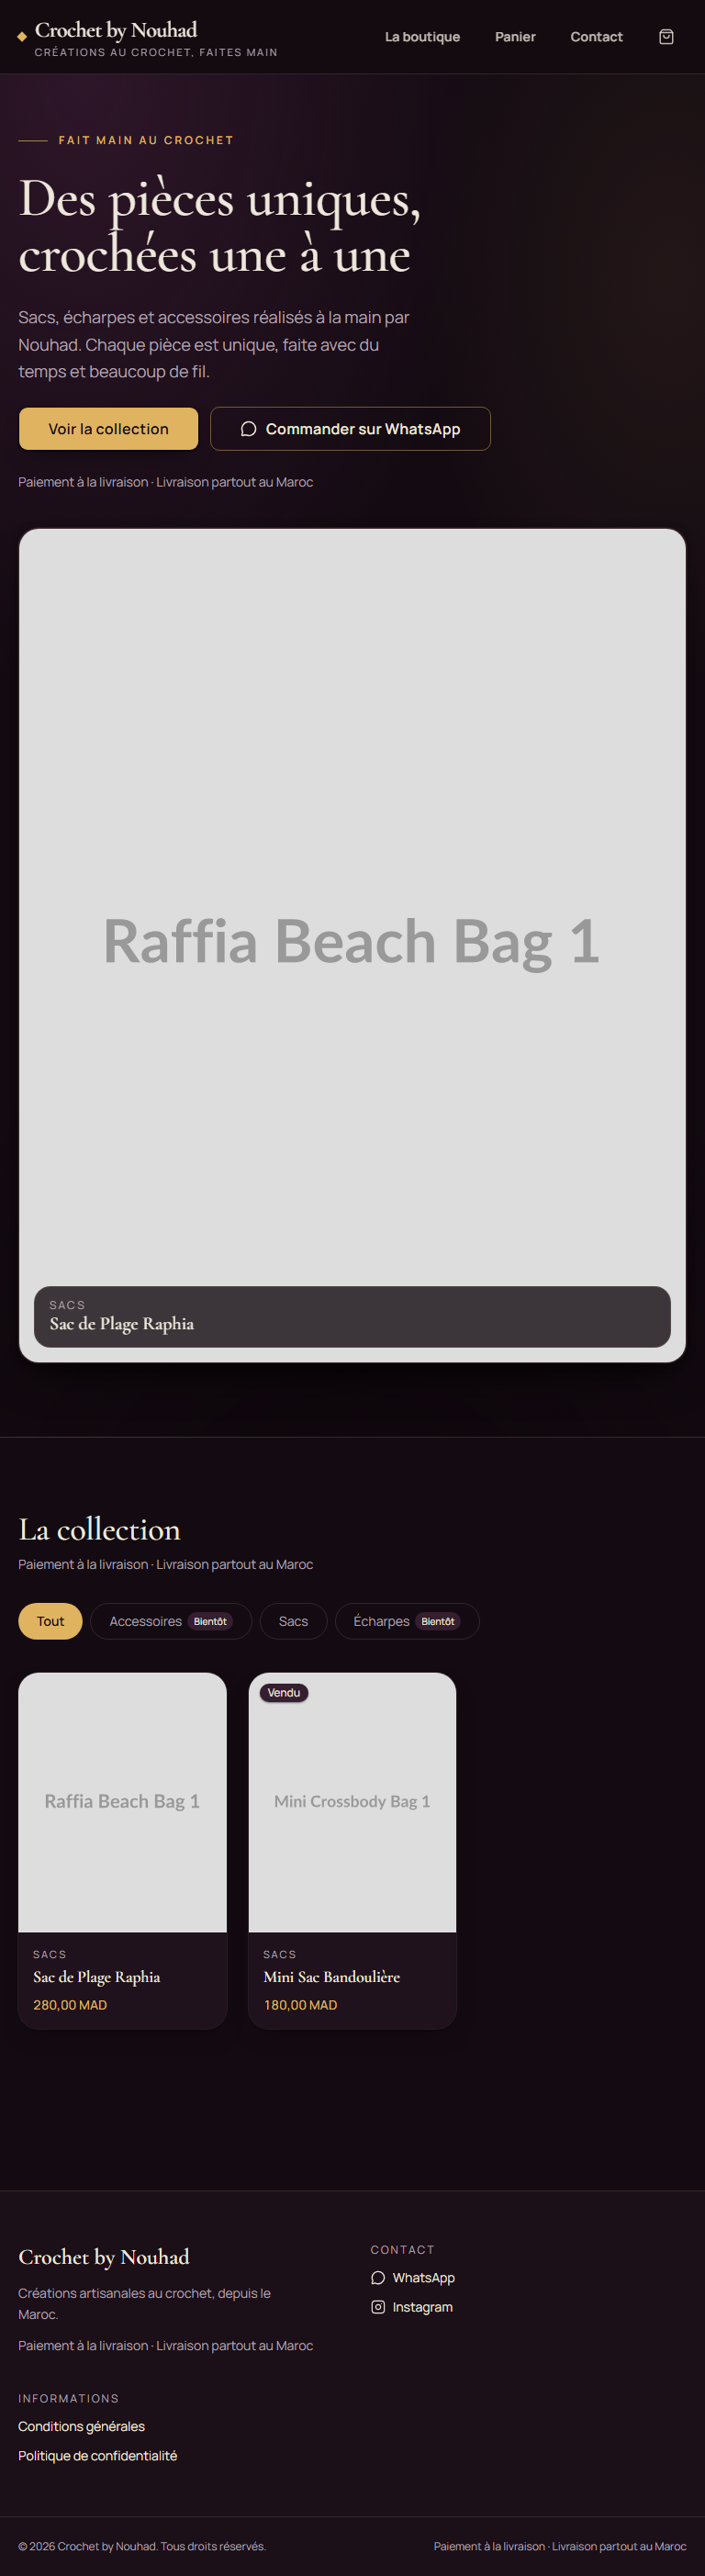 Crochet by Nouhad
CRÉATIONS AU CROCHET, FAITES MAIN
La boutique
Panier
Contact
FAIT MAIN AU CROCHET
Des pièces uniques,
crochées une à une
Sacs, écharpes et accessoires réalisés à la main par
Nouhad. Chaque pièce est unique, faite avec du
temps et beaucoup de fil.
Voir la collection
Commander sur WhatsApp
Paiement à la livraison · Livraison partout au Maroc
Raffia Beach Bag 1
SACS
Sac de Plage Raphia
La collection
Paiement à la livraison · Livraison partout au Maroc
Tout
Accessoires Bientôt
Sacs
Écharpes Bientôt
Raffia Beach Bag 1
SACS
Sac de Plage Raphia
280,00 MAD
Vendu
Mini Crossbody Bag 1
SACS
Mini Sac Bandoulière
180,00 MAD
Crochet by Nouhad
Créations artisanales au crochet, depuis le
Maroc.
Paiement à la livraison · Livraison partout au Maroc
CONTACT
WhatsApp
Instagram
INFORMATIONS
Conditions générales
Politique de confidentialité
© 2026 Crochet by Nouhad. Tous droits réservés.
Paiement à la livraison · Livraison partout au Maroc